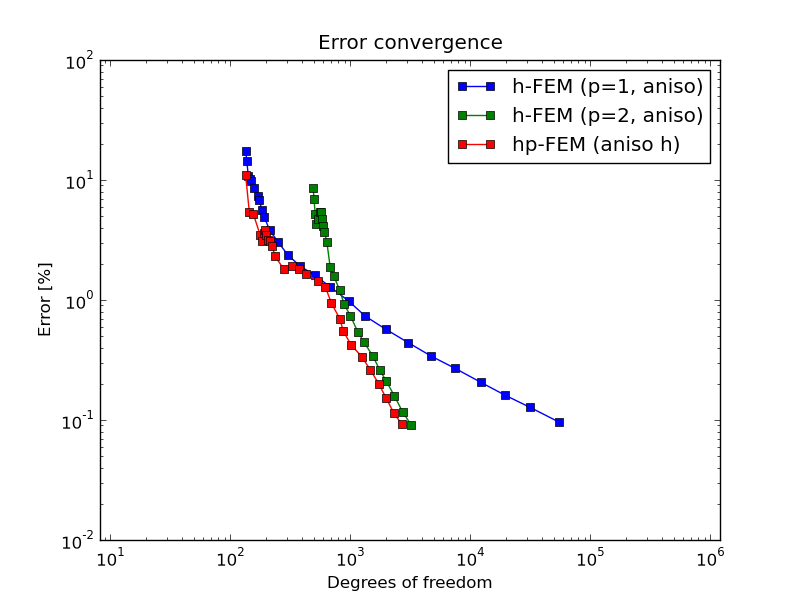 Error convergence
h-FEM (p=1, aniso)
h-FEM (p=2, aniso)
hp-FEM (aniso h)
10^2
10^1
10^0
10^-1
10^-2
Error [%]
10^1 10^2 10^3 10^4 10^5 10^6
Degrees of freedom